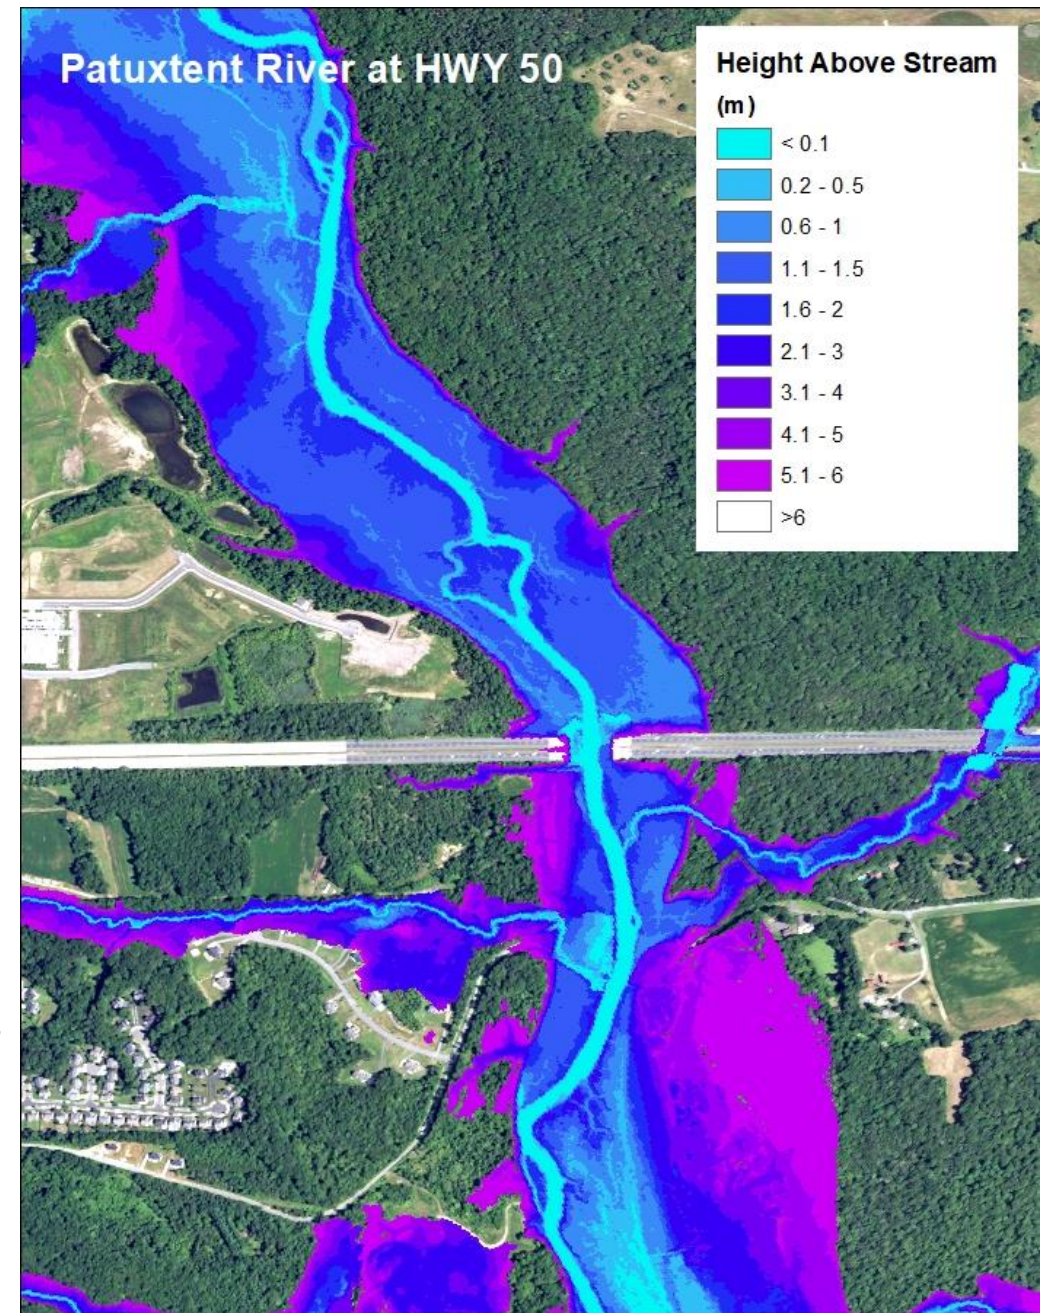 Patuxtent River at HWY 50
Height Above Stream
(m)
< 0.1
0.2 - 0.5
0.6 - 1
1.1 - 1.5
1.6 - 2
2.1 - 3
3.1 - 4
4.1 - 5
5.1 - 6
>6